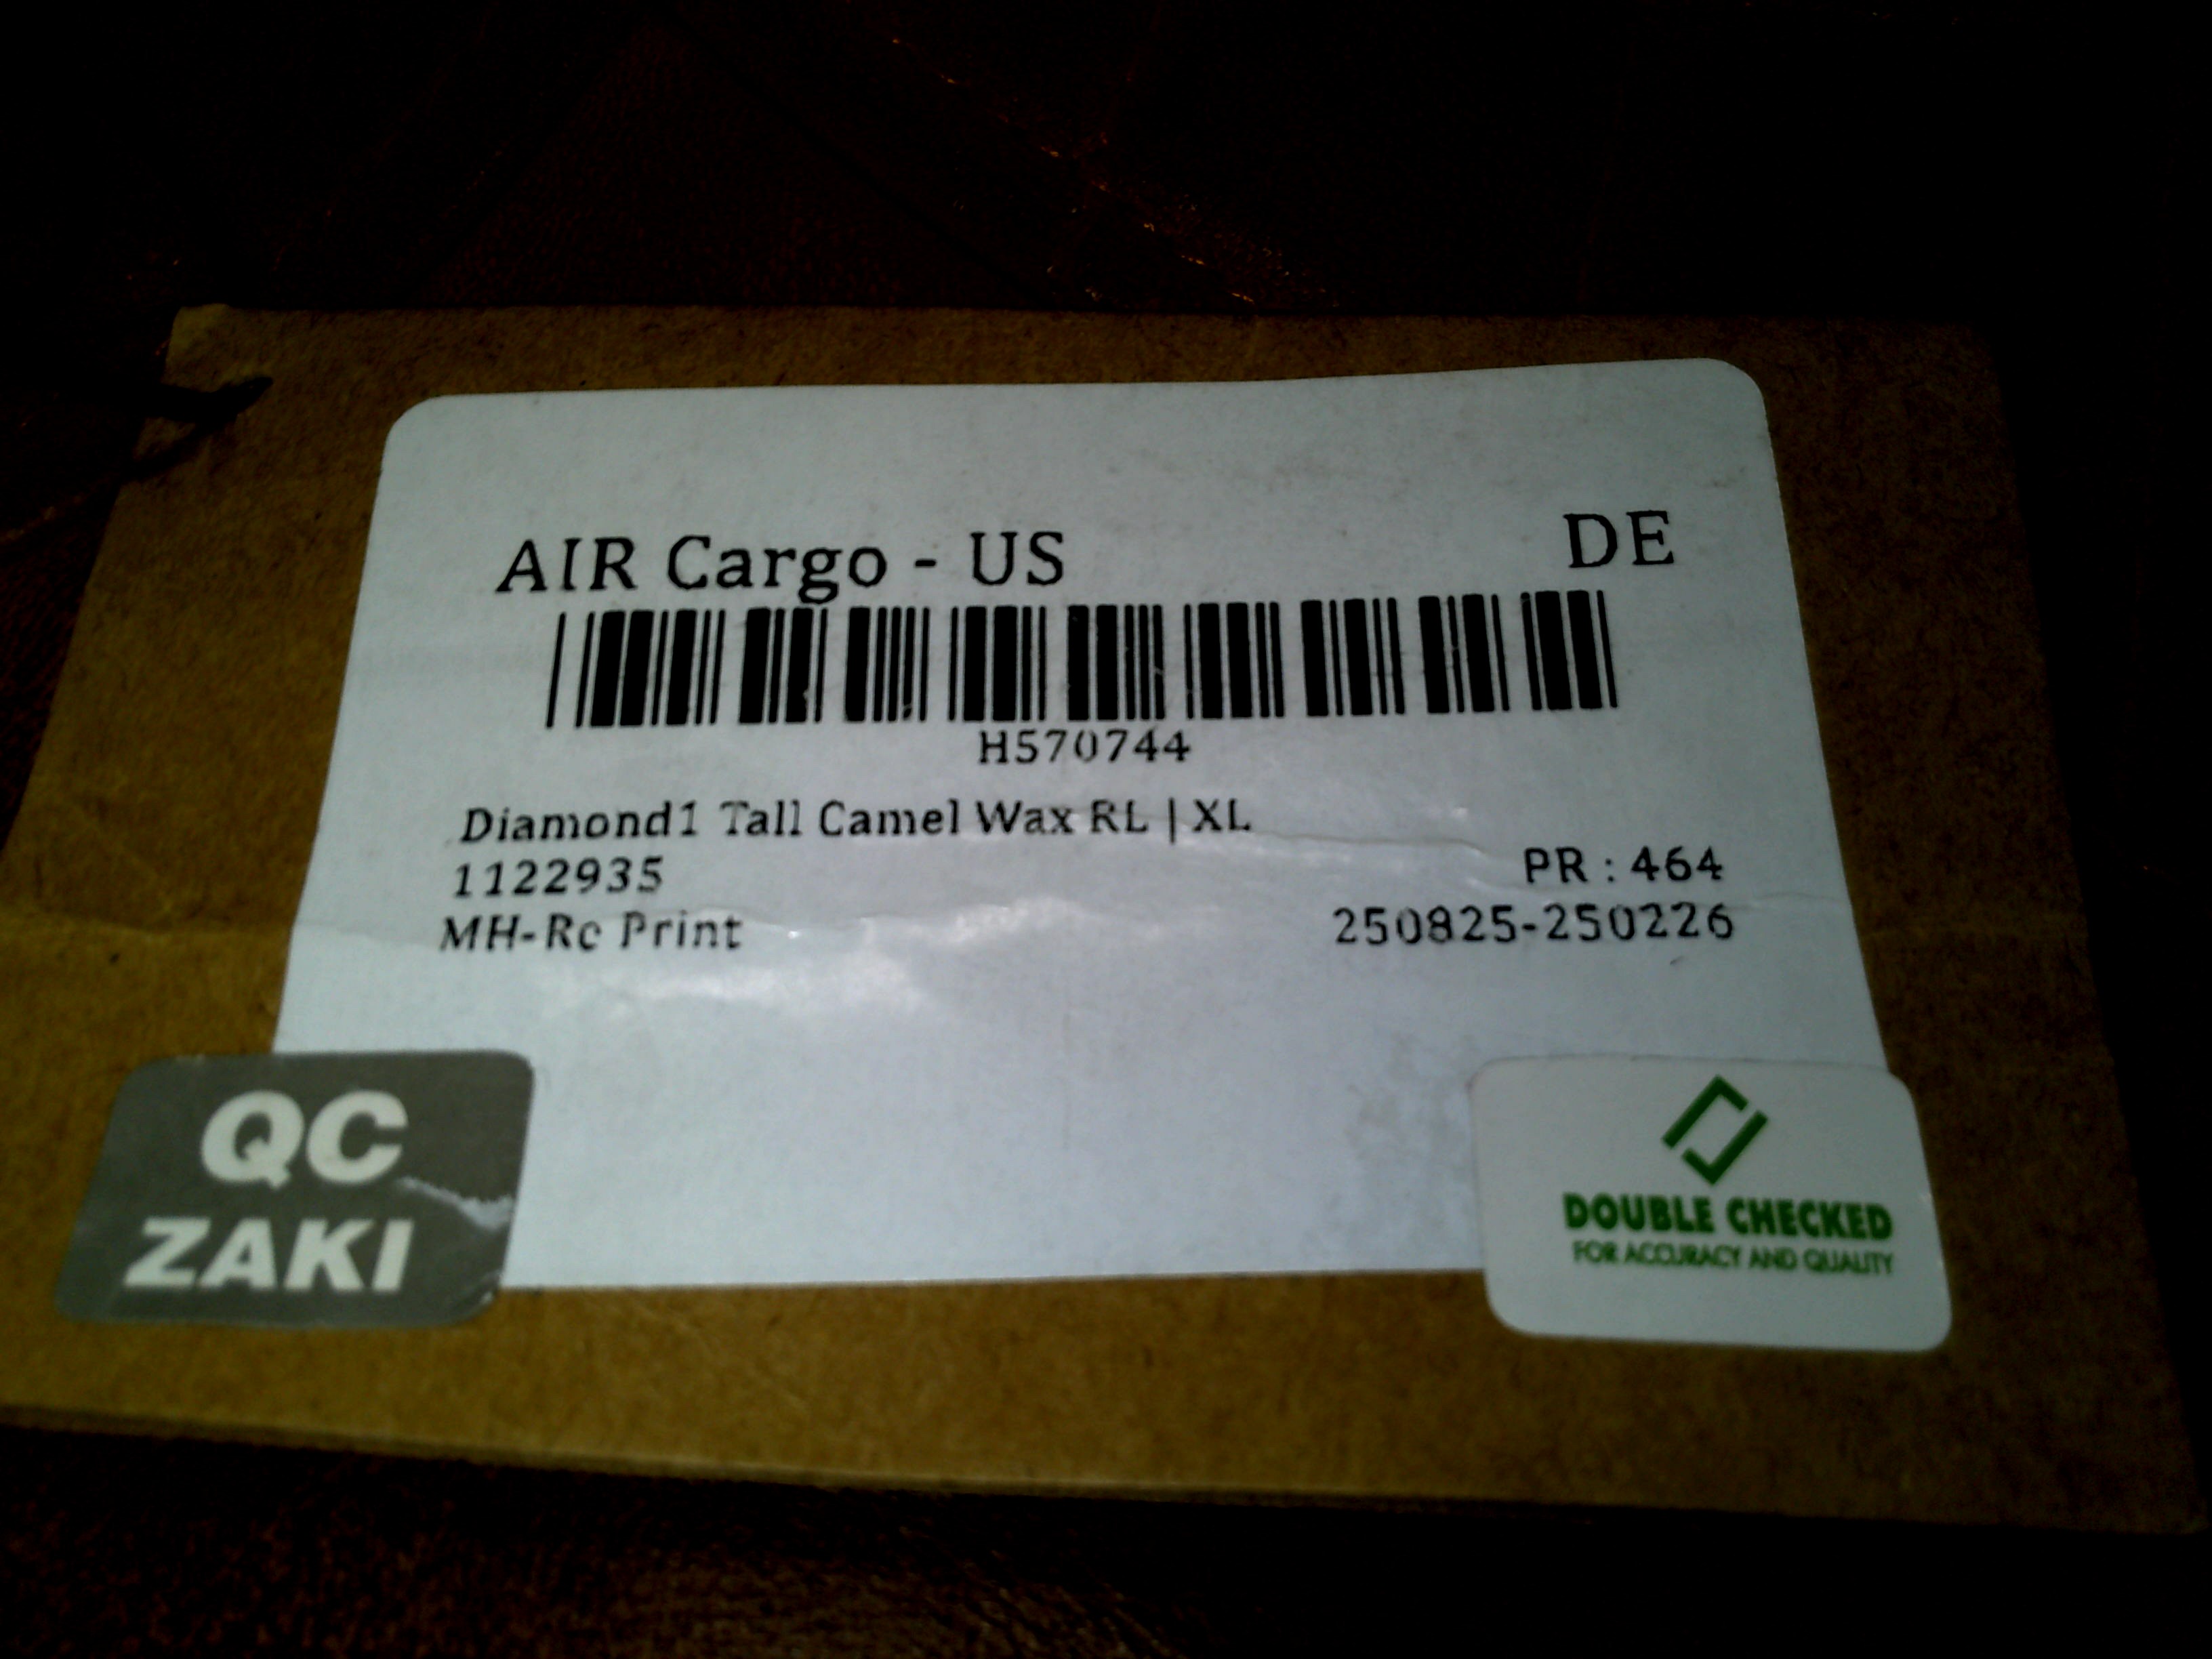 AIR Cargo - US DE
H570744
Diamond1 Tall Camel Wax RL | XL
1122935 PR : 464
MH-Re Print 250825-250226
QC
ZAKI
DOUBLE CHECKED
FOR ACCURACY AND QUALITY